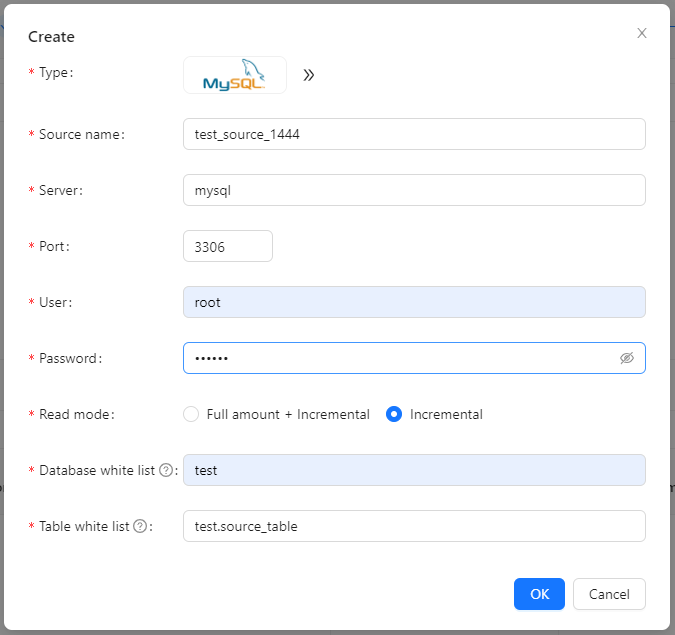 Create
* Type:
MySQL
* Source name:
test_source_1444
* Server:
mysql
* Port:
3306
* User:
root
* Password:
••••••
* Read mode:
Full amount + Incremental
Incremental
* Database white list ? :
test
* Table white list ? :
test.source_table
OK
Cancel